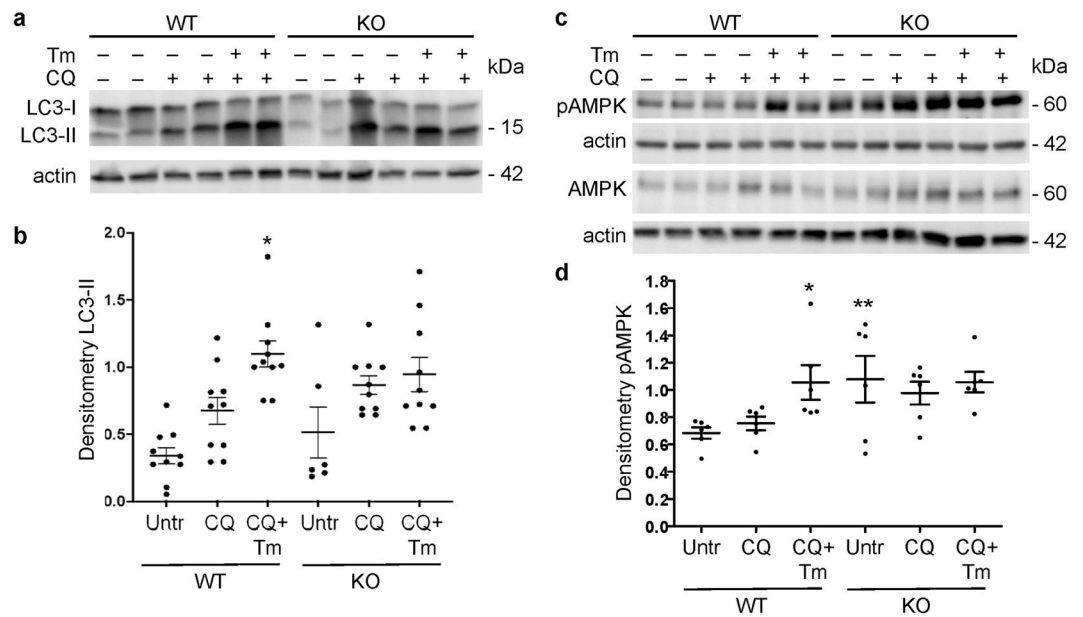 a
WT KO
Tm – – – – + + – – – – + +
CQ – – + + + + – – + + + +
kDa
LC3-I
LC3-II - 15
actin - 42
b
Densitometry LC3-II
2.0
1.5
1.0
0.5
0.0
*
Untr CQ CQ+ Tm Untr CQ CQ+ Tm
WT KO
c
WT KO
Tm – – – – + + – – – – + +
CQ – – + + + + – – + + + +
kDa
pAMPK - 60
actin - 42
AMPK - 60
actin - 42
d
Densitometry pAMPK
1.8
1.6
1.4
1.2
1.0
0.8
0.6
0.4
0.2
0.0
* **
Untr CQ CQ+ Tm Untr CQ CQ+ Tm
WT KO